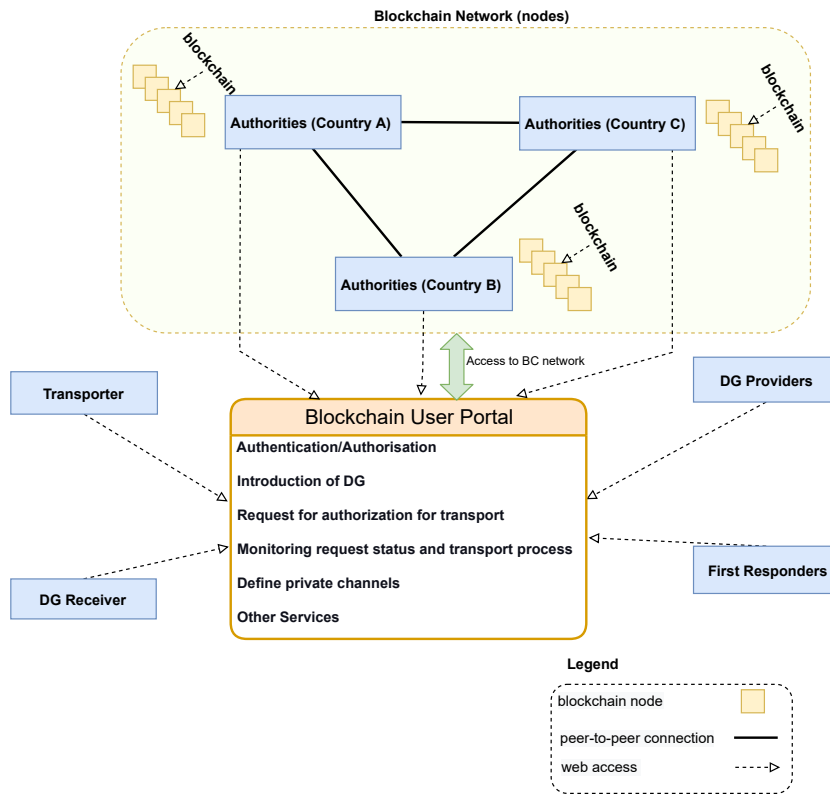 Blockchain Network (nodes)
blockchain
blockchain
Authorities (Country A)
Authorities (Country C)
blockchain
Authorities (Country B)
Access to BC network
Transporter
DG Providers
Blockchain User Portal
Authentication/Authorisation
Introduction of DG
Request for authorization for transport
Monitoring request status and transport process
Define private channels
Other Services
DG Receiver
First Responders
Legend
blockchain node
peer-to-peer connection
web access